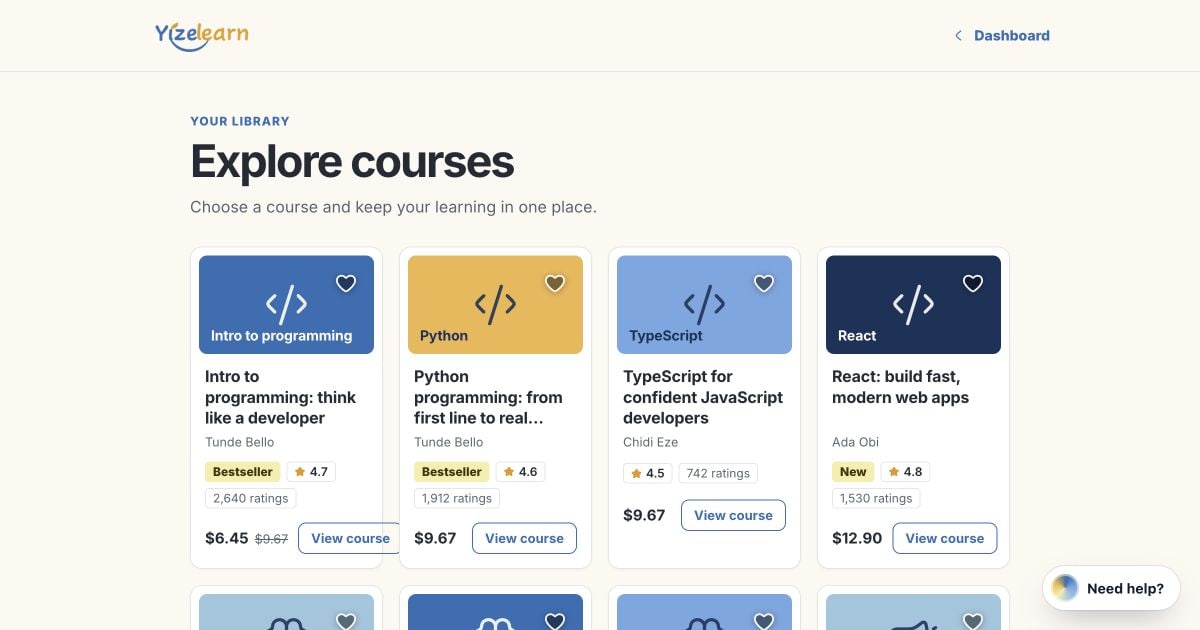 Yizelearn
Dashboard
YOUR LIBRARY
Explore courses
Choose a course and keep your learning in one place.
Intro to programming
Intro to
programming: think
like a developer
Tunde Bello
Bestseller 4.7
2,640 ratings
$6.45 $9.67 View course
Python
Python
programming: from
first line to real...
Tunde Bello
Bestseller 4.6
1,912 ratings
$9.67 View course
TypeScript
TypeScript for
confident JavaScript
developers
Chidi Eze
4.5 742 ratings
$9.67 View course
React
React: build fast,
modern web apps
Ada Obi
New 4.8
1,530 ratings
$12.90 View course
Need help?